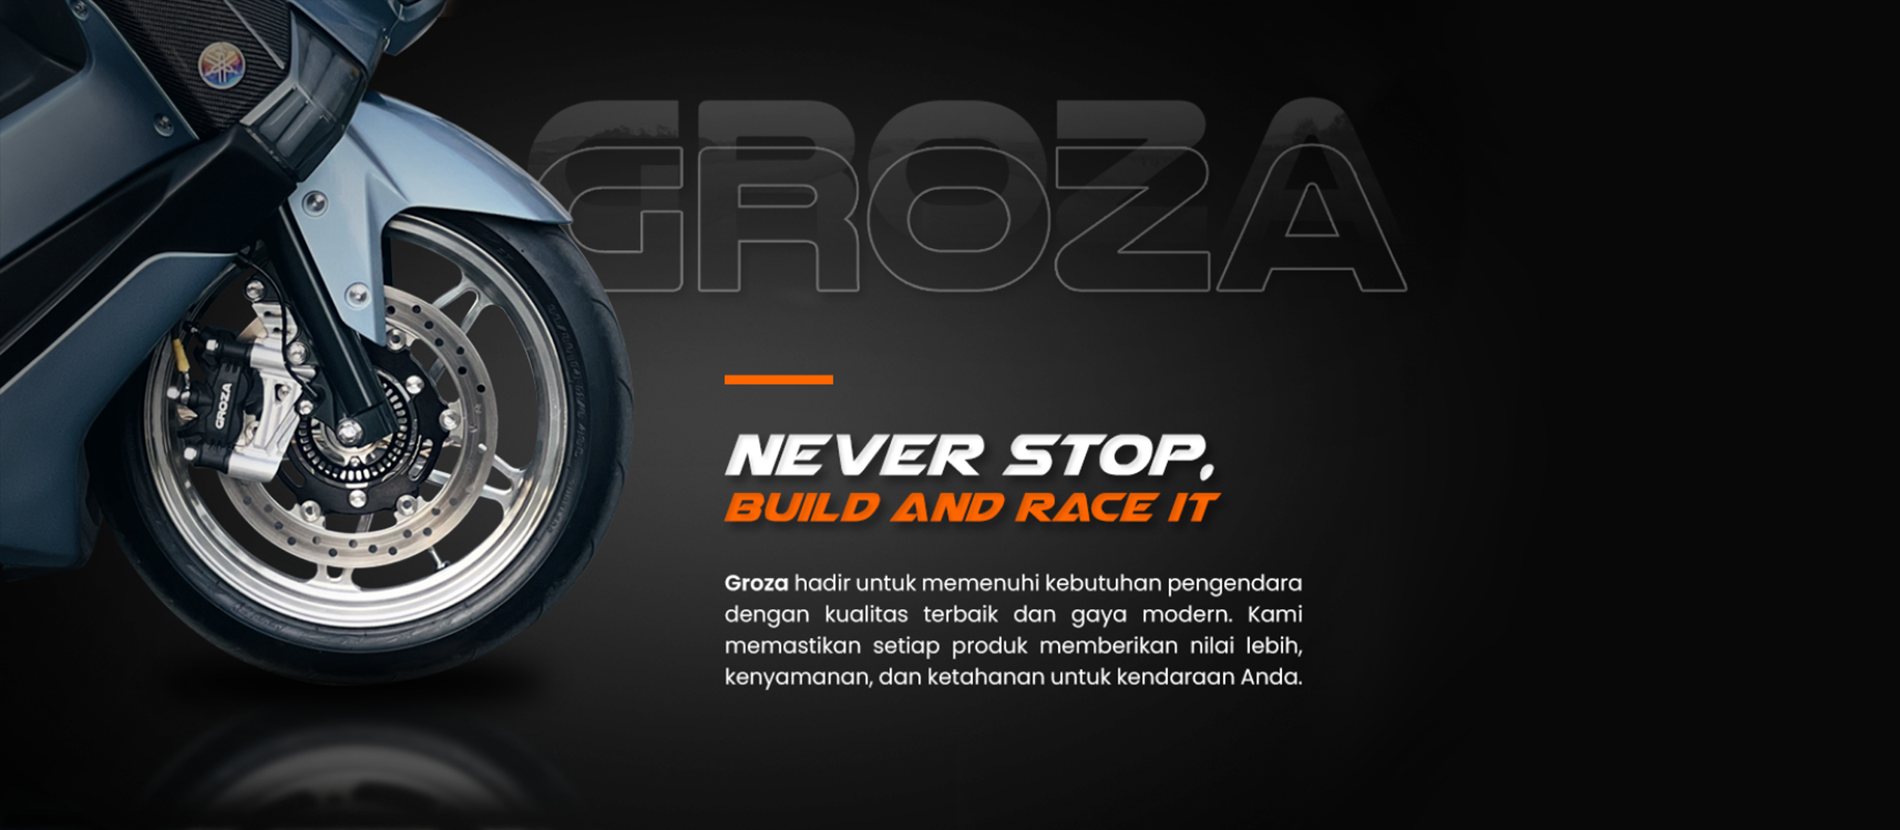 GROZA
GROZA
GROZA
NEVER STOP,
BUILD AND RACE IT
Groza hadir untuk memenuhi kebutuhan pengendara
dengan kualitas terbaik dan gaya modern. Kami
memastikan setiap produk memberikan nilai lebih,
kenyamanan, dan ketahanan untuk kendaraan Anda.